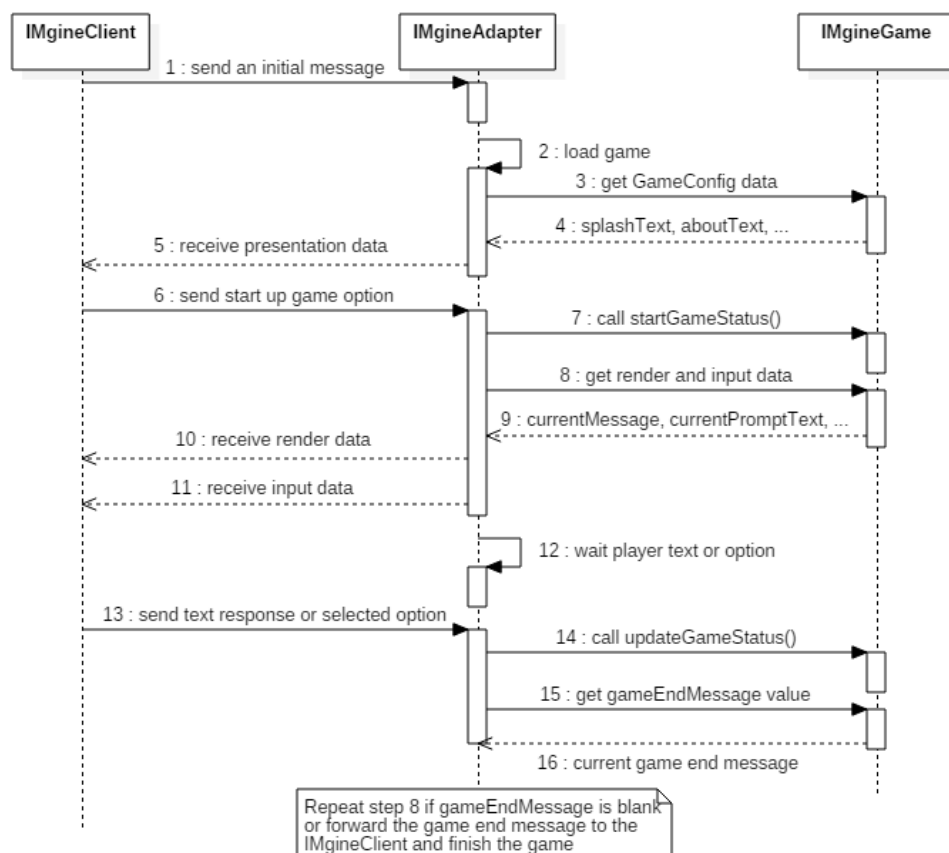 IMgineClient
IMgineAdapter
IMgineGame
1 : send an initial message
2 : load game
3 : get GameConfig data
4 : splashText, aboutText, ...
5 : receive presentation data
6 : send start up game option
7 : call startGameStatus()
8 : get render and input data
9 : currentMessage, currentPromptText, ...
10 : receive render data
11 : receive input data
12 : wait player text or option
13 : send text response or selected option
14 : call updateGameStatus()
15 : get gameEndMessage value
16 : current game end message
Repeat step 8 if gameEndMessage is blank
or forward the game end message to the
IMgineClient and finish the game